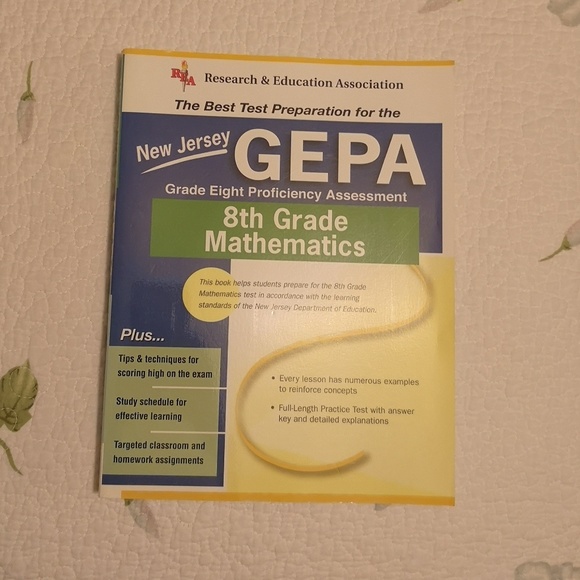 REA Research & Education Association
The Best Test Preparation for the
New Jersey
GEPA
Grade Eight Proficiency Assessment
8th Grade
Mathematics
This book helps students prepare for the 8th Grade
Mathematics test in accordance with the learning
standards of the New Jersey Department of Education.
Plus...
Tips & techniques for
scoring high on the exam
Study schedule for
effective learning
Targeted classroom and
homework assignments
• Every lesson has numerous examples
to reinforce concepts
• Full-Length Practice Test with answer
key and detailed explanations